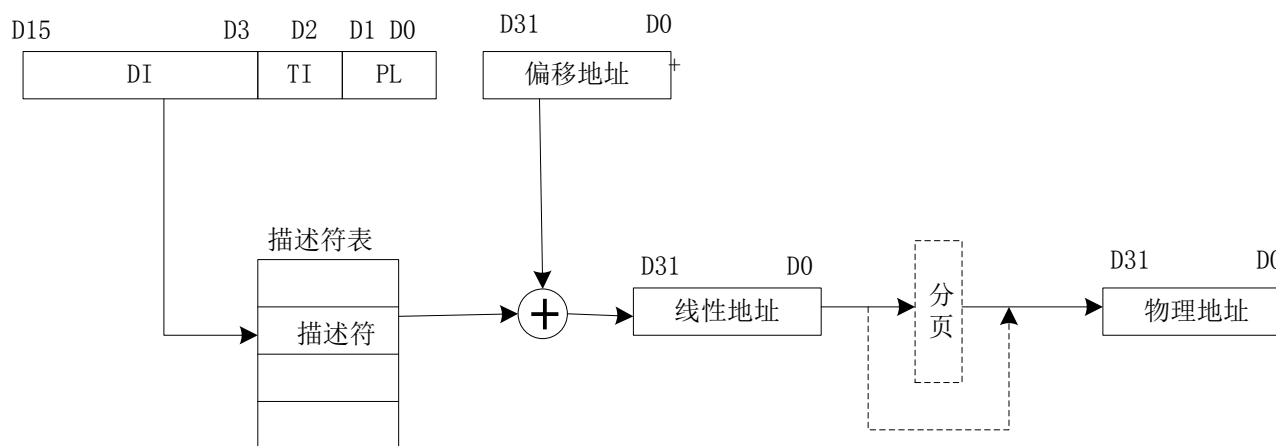 D15 D3 D2 D1 D0
D31 D0
DI TI PL
偏移地址
+
描述符表
描述符
+
D31 D0
线性地址
分页
D31 D0
物理地址